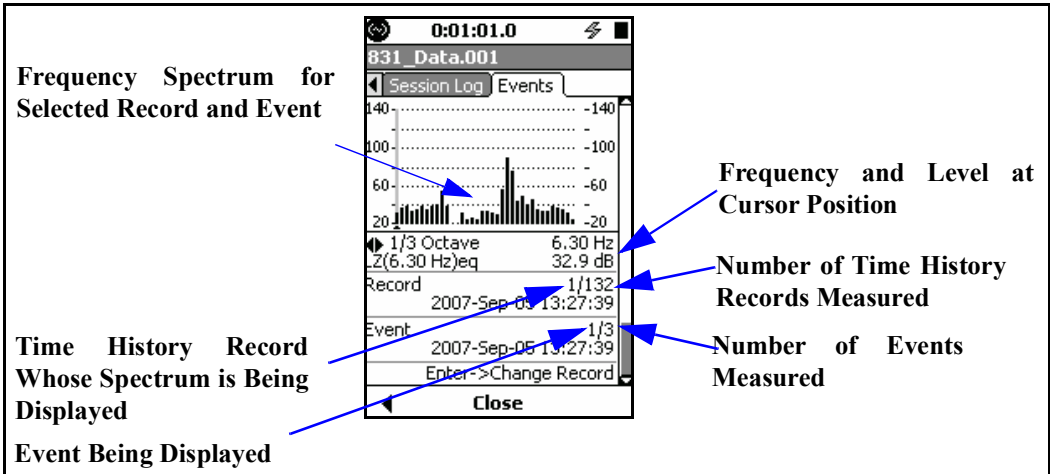 Frequency Spectrum for
Selected Record and Event
Time History Record
Whose Spectrum is Being
Displayed
Event Being Displayed
0:01:01.0
831_Data.001
Session Log Events
140 -140
100 -100
60 -60
20 -20
1/3 Octave 6.30 Hz
LZ(6.30 Hz)eq 32.9 dB
Record 1/132
2007-Sep-05 13:27:39
Event 1/3
2007-Sep-05 13:27:39
Enter->Change Record
Close
Frequency and Level at
Cursor Position
Number of Time History
Records Measured
Number of Events
Measured